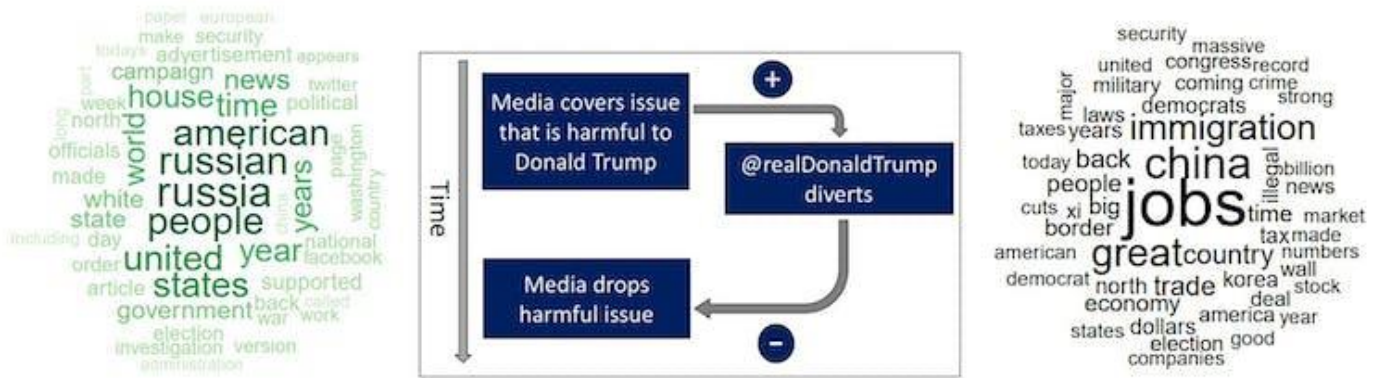 paper european
make security
todays advertisement appears
part campaign news twitter
week house time political
long north american page
officials world russian washington
made russia years country
white people china
state
including day united year national
order facebook
article states supported
government back called
war work
election
investigation version
administration
Time
Media covers issue
that is harmful to
Donald Trump
+
@realDonaldTrump
diverts
Media drops
harmful issue
−
security
massive
united congress record
major military coming crime
laws democrats strong
taxes years immigration
today back china illegal billion
people news
cuts xi big jobs time market
border tax made
american great country numbers
democrat north trade korea wall
stock
economy deal
america year
states dollars
election good
companies